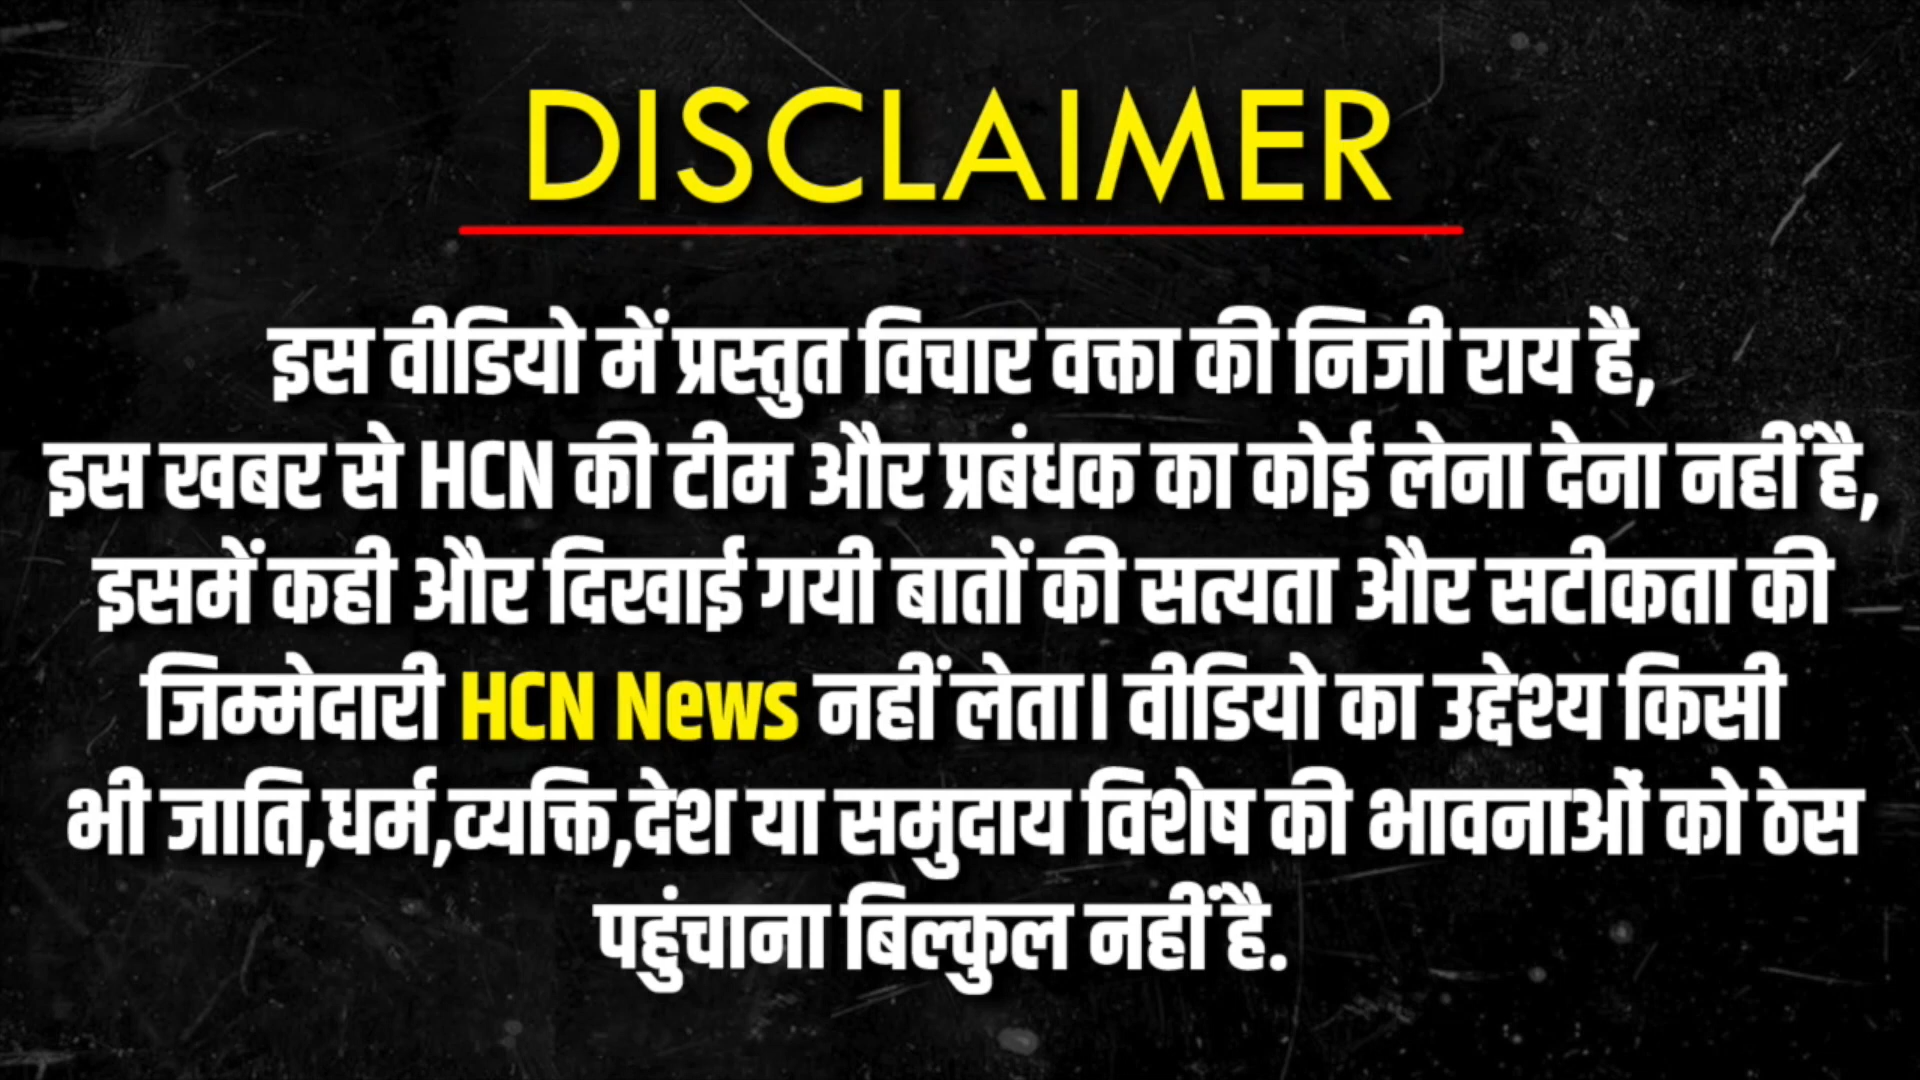 DISCLAIMER
इस वीडियो में प्रस्तुत विचार वक्ता की निजी राय है,
इस खबर से HCN की टीम और प्रबंधक का कोई लेना देना नहीं है,
इसमें कही और दिखाई गयी बातों की सत्यता और सटीकता की
जिम्मेदारी HCN News नहीं लेता। वीडियो का उद्देश्य किसी
भी जाति,धर्म,व्यक्ति,देश या समुदाय विशेष की भावनाओं को ठेस
पहुंचाना बिल्कुल नहीं है.